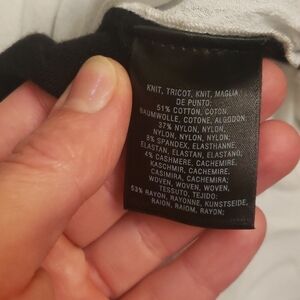 KNIT, TRICOT, KNIT, MAGLIA
DE PUNTO:
51% COTTON, COTON
BAUMWOLLE, COTONE, ALGODON
37% NYLON, NYLON,
NYLON, NYLON, NYLON,
8% SPANDEX, ELASTHANNE,
ELASTAN, ELASTAN, ELASTANO,
4% CASHMERE, CACHEMIRE,
KASCHMIR, CACHEMIRE,
CASIMIRA, CACHEMIRA;
WOVEN, WOVEN, WOVEN,
TESSUTO, TEJIDO:
53% RAYON, RAYONNE, KUNSTSEIDE,
RAION, RAIOM, RAYON;